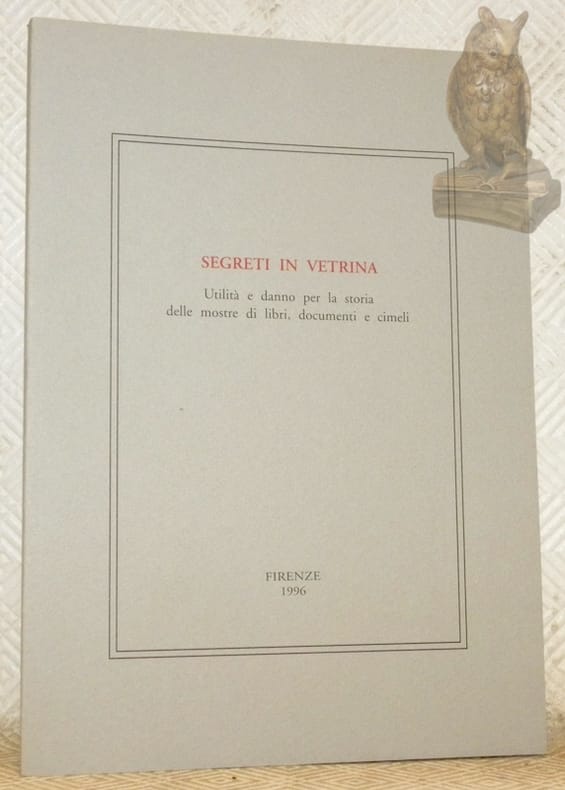 SEGRETI IN VETRINA
Utilità e danno per la storia
delle mostre di libri, documenti e cimeli
FIRENZE
1996